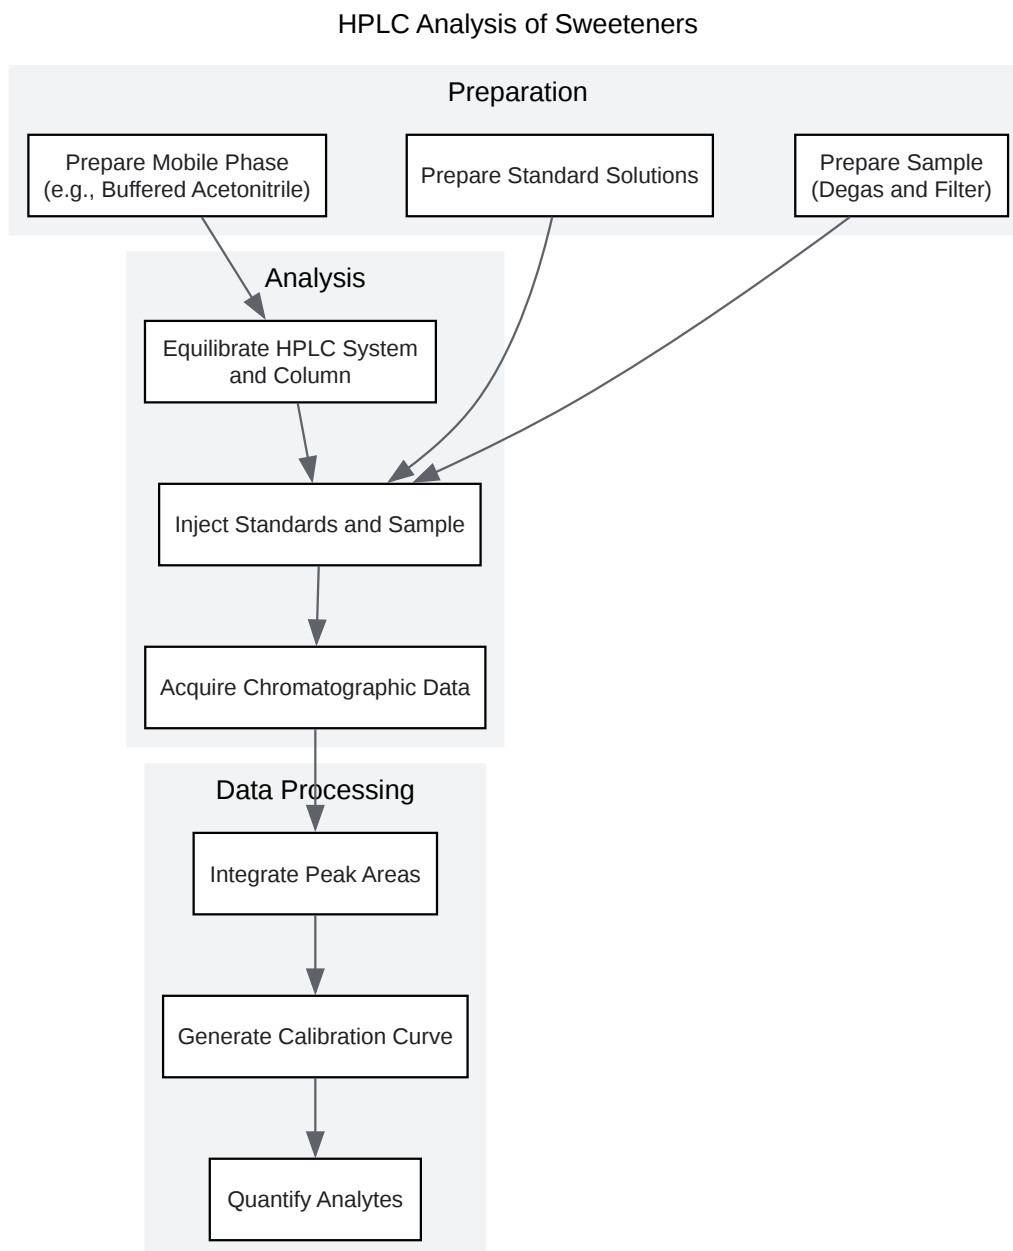 HPLC Analysis of Sweeteners
Preparation
Prepare Mobile Phase
(e.g., Buffered Acetonitrile)
Prepare Standard Solutions
Prepare Sample
(Degas and Filter)
Analysis
Equilibrate HPLC System
and Column
Inject Standards and Sample
Acquire Chromatographic Data
Data Processing
Integrate Peak Areas
Generate Calibration Curve
Quantify Analytes